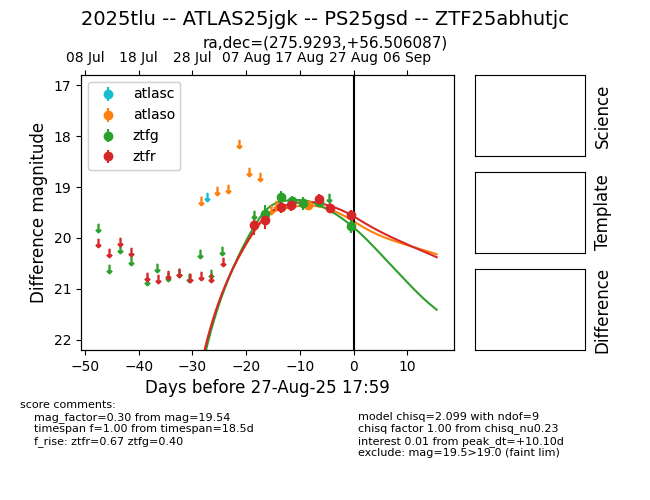 2025tlu -- ATLAS25jgk -- PS25gsd -- ZTF25abhutjc
ra,dec=(275.9293,+56.506087)
08 Jul 18 Jul 28 Jul 07 Aug 17 Aug 27 Aug 06 Sep
atlasc
atlaso
ztfg
ztfr
17
18
19
20
21
22
Difference magnitude
−50 −40 −30 −20 −10 0 10
Days before 27-Aug-25 17:59
Science
Template
Difference
score comments:
mag_factor=0.30 from mag=19.54
timespan f=1.00 from timespan=18.5d
f_rise: ztfr=0.67 ztfg=0.40
model chisq=2.099 with ndof=9
chisq factor 1.00 from chisq_nu0.23
interest 0.01 from peak_dt=+10.10d
exclude: mag=19.5>19.0 (faint lim)